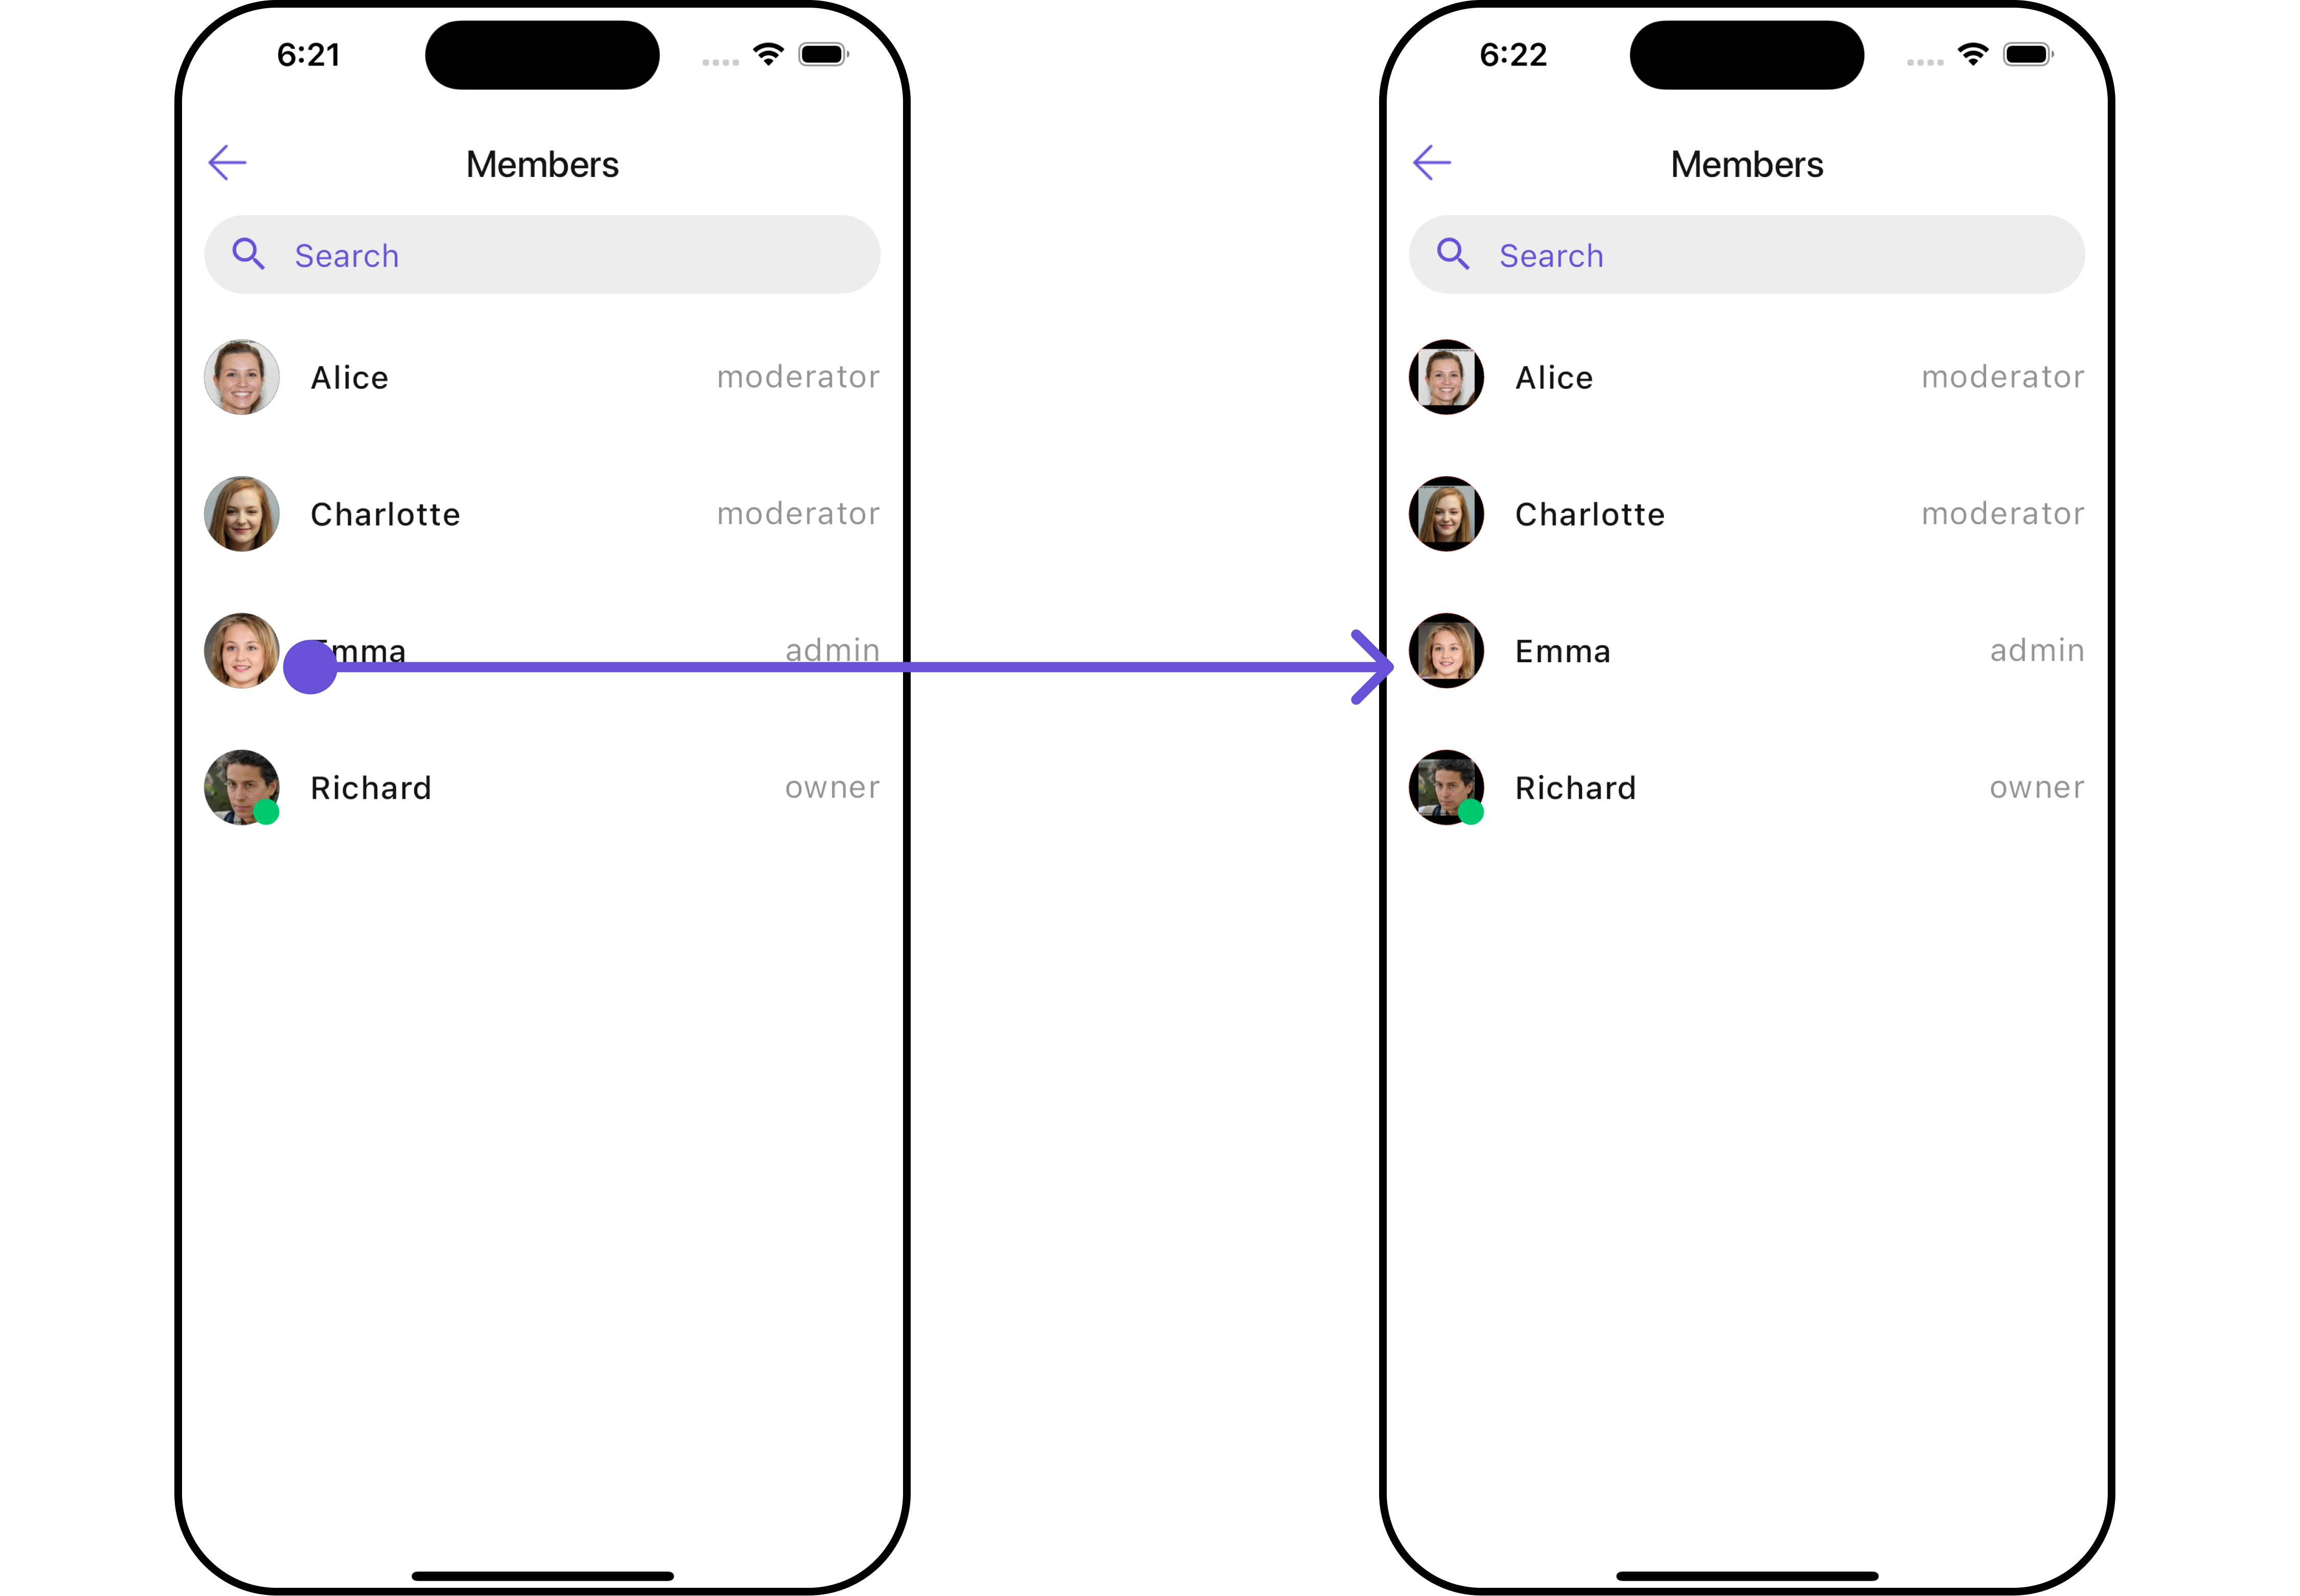 6:21
Members
Search
Alice moderator
Charlotte moderator
Emma admin
Richard owner
6:22
Members
Search
Alice moderator
Charlotte moderator
Emma admin
Richard owner